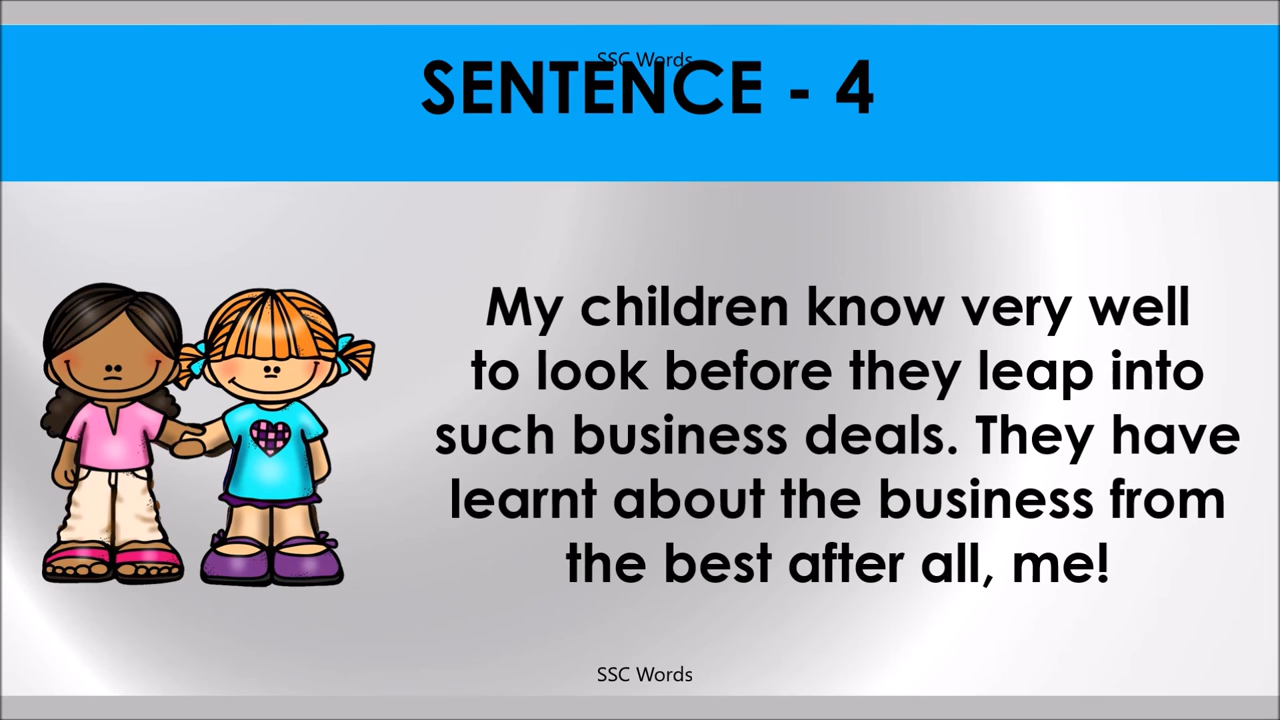 SSC Words
SENTENCE - 4
My children know very well
to look before they leap into
such business deals. They have
learnt about the business from
the best after all, me!
SSC Words